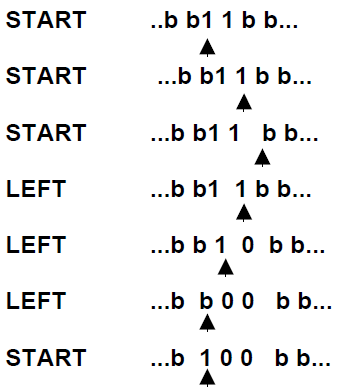 START ..b b1 1 b b...
START ...b b1 1 b b...
START ...b b1 1 b b...
LEFT ...b b1 1 b b...
LEFT ...b b 1 0 b b...
LEFT ...b b 0 0 b b...
START ...b 1 0 0 b b...